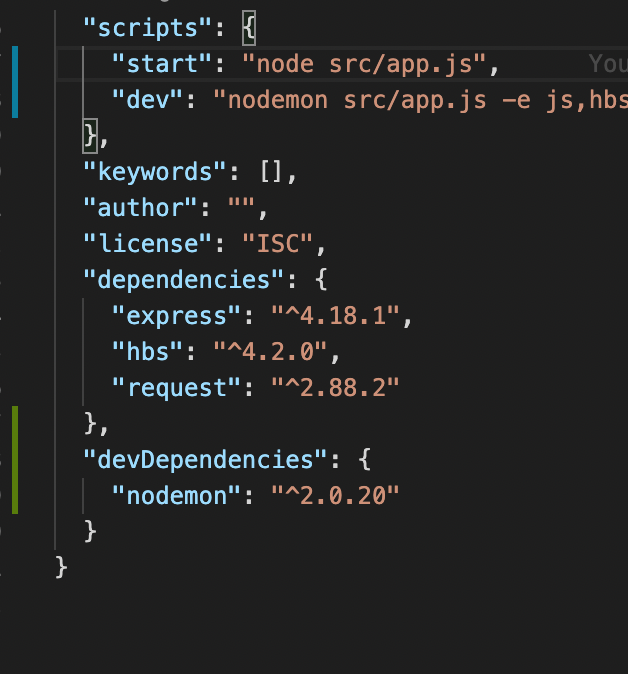 "scripts": {
"start": "node src/app.js", You
"dev": "nodemon src/app.js -e js,hbs
},
"keywords": [],
"author": "",
"license": "ISC",
"dependencies": {
"express": "^4.18.1",
"hbs": "^4.2.0",
"request": "^2.88.2"
},
"devDependencies": {
"nodemon": "^2.0.20"
}
}